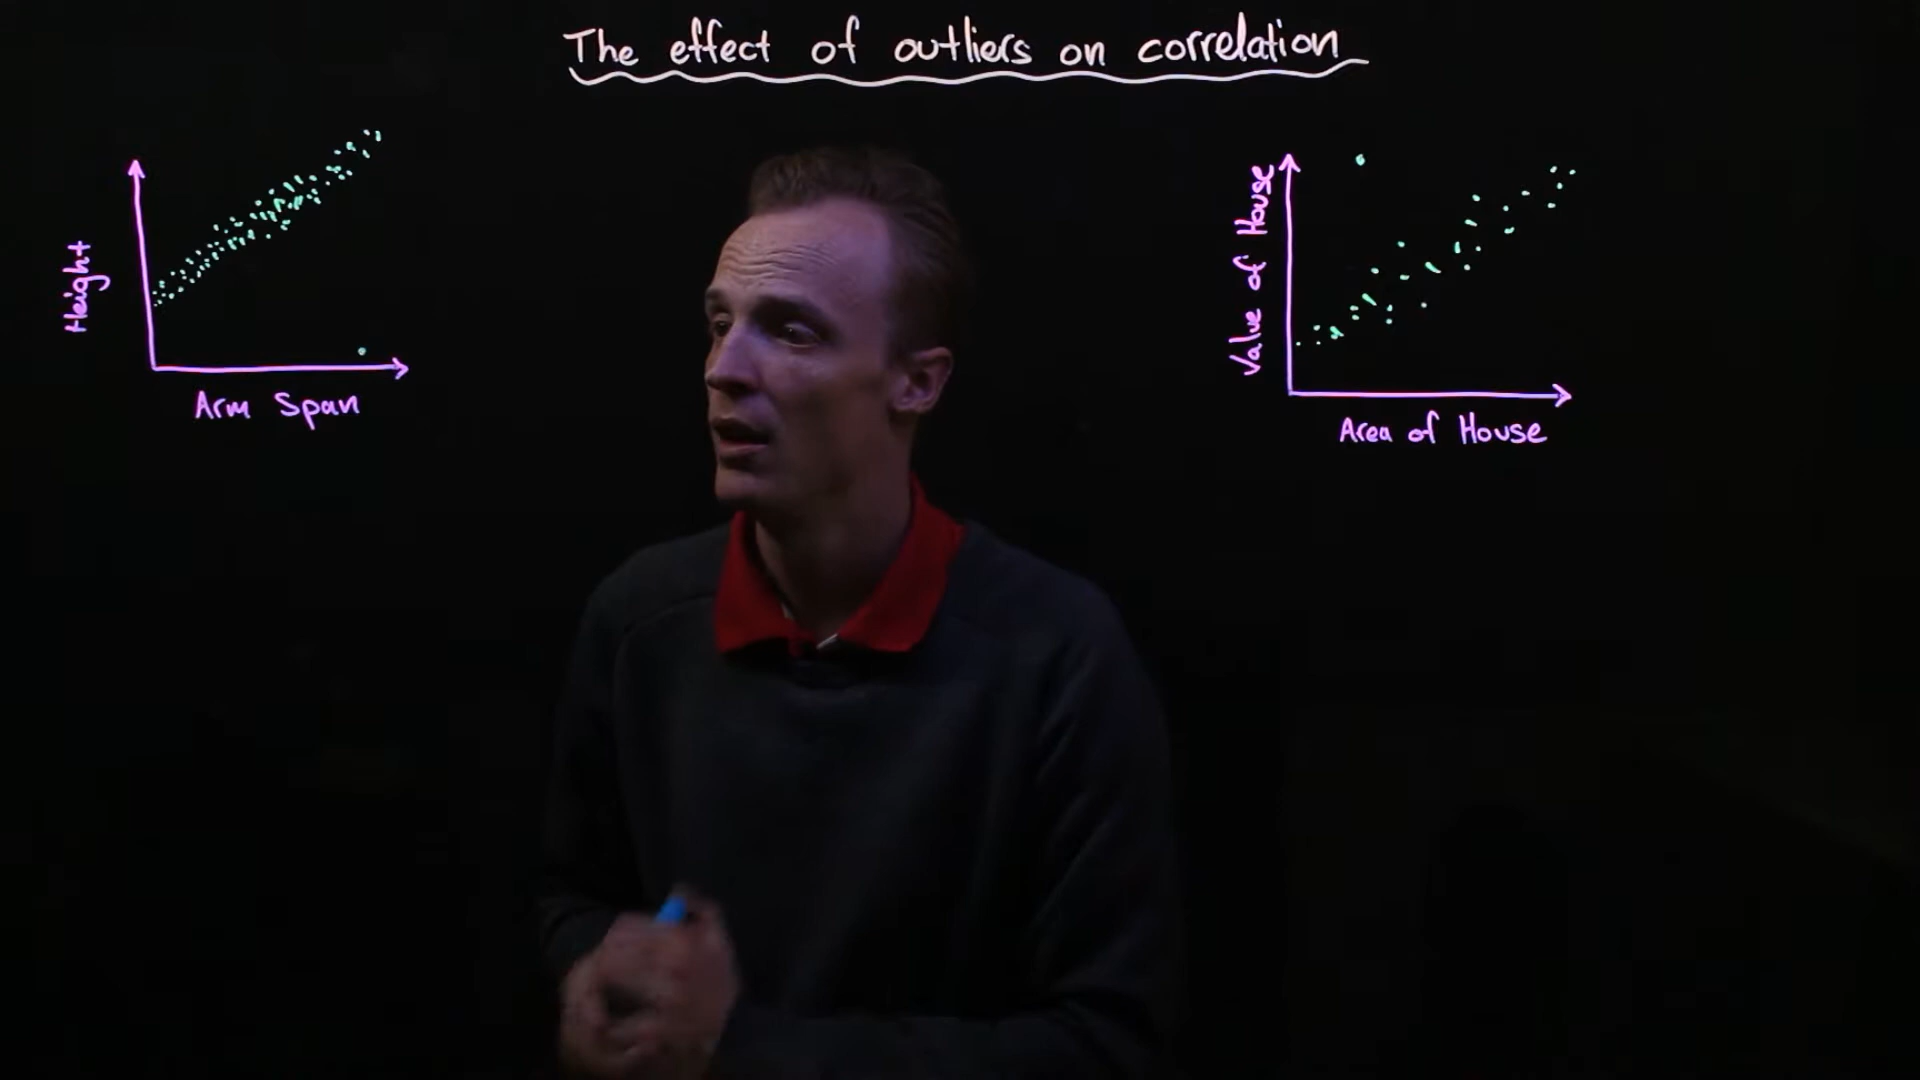 The effect of outliers on correlation
Height
Arm Span
Value of House
Area of House